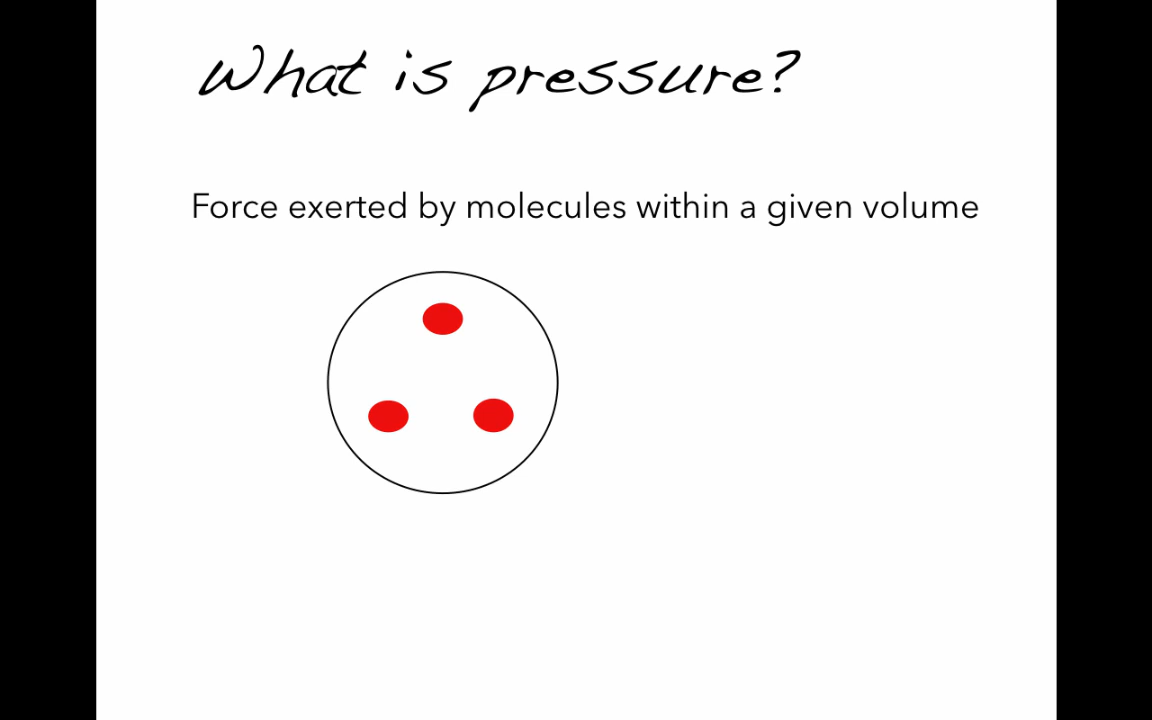 What is pressure?
Force exerted by molecules within a given volume